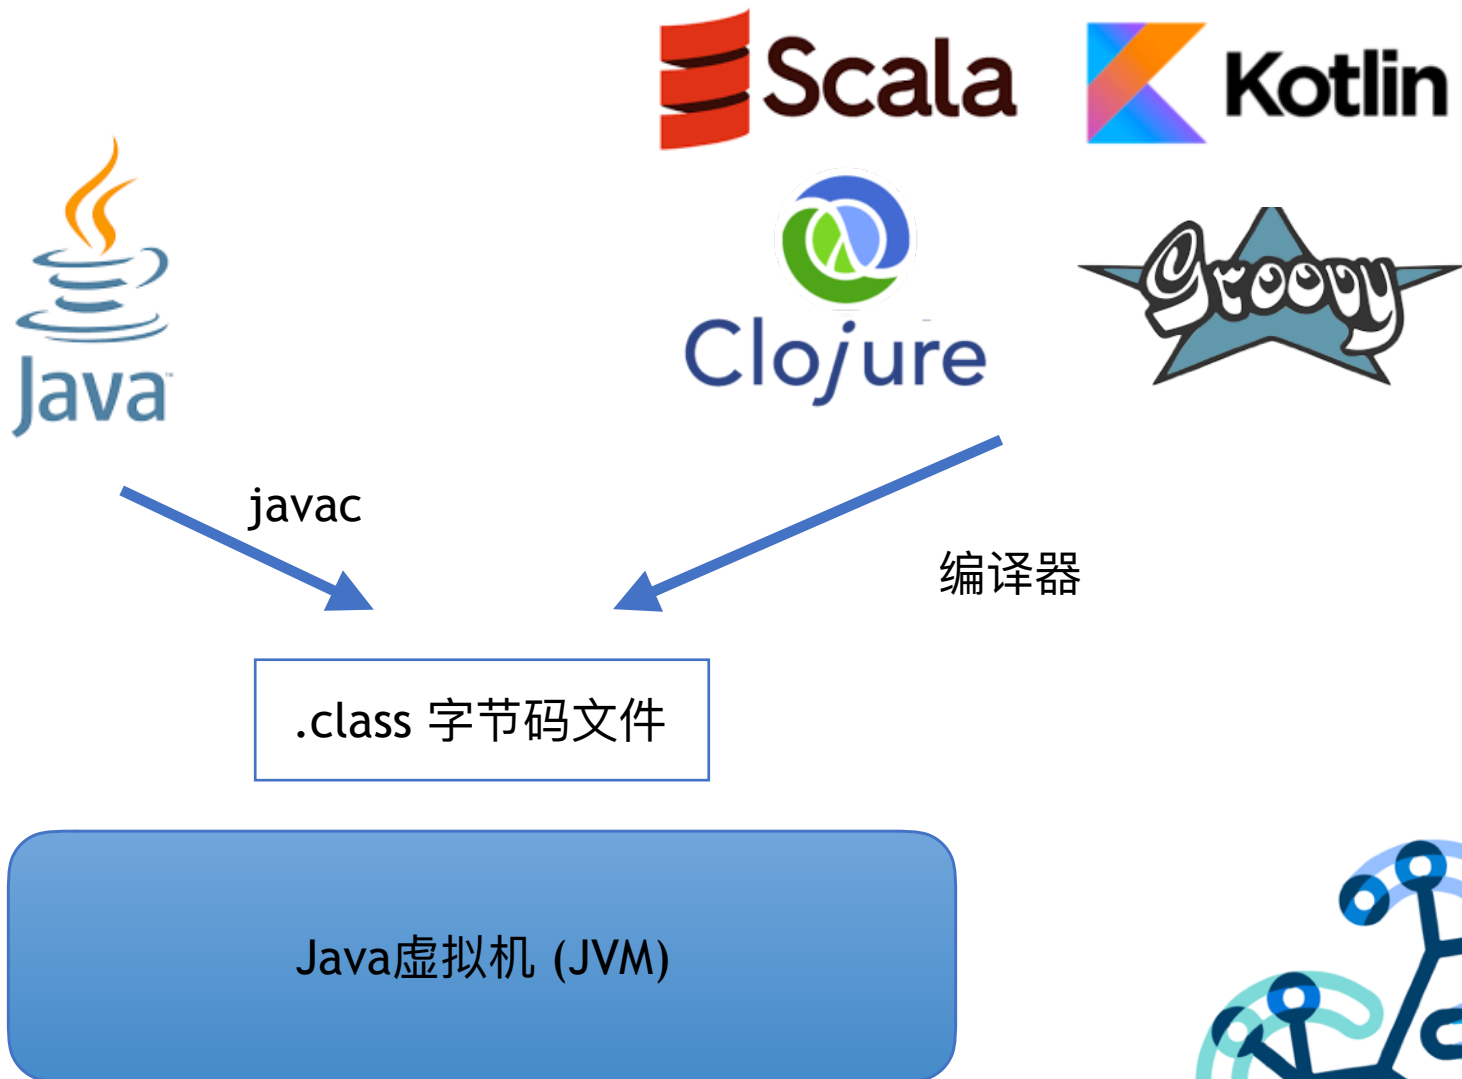 Scala
Kotlin
Java
Clojure
Groovy
javac
编译器
.class 字节码文件
Java虚拟机 (JVM)